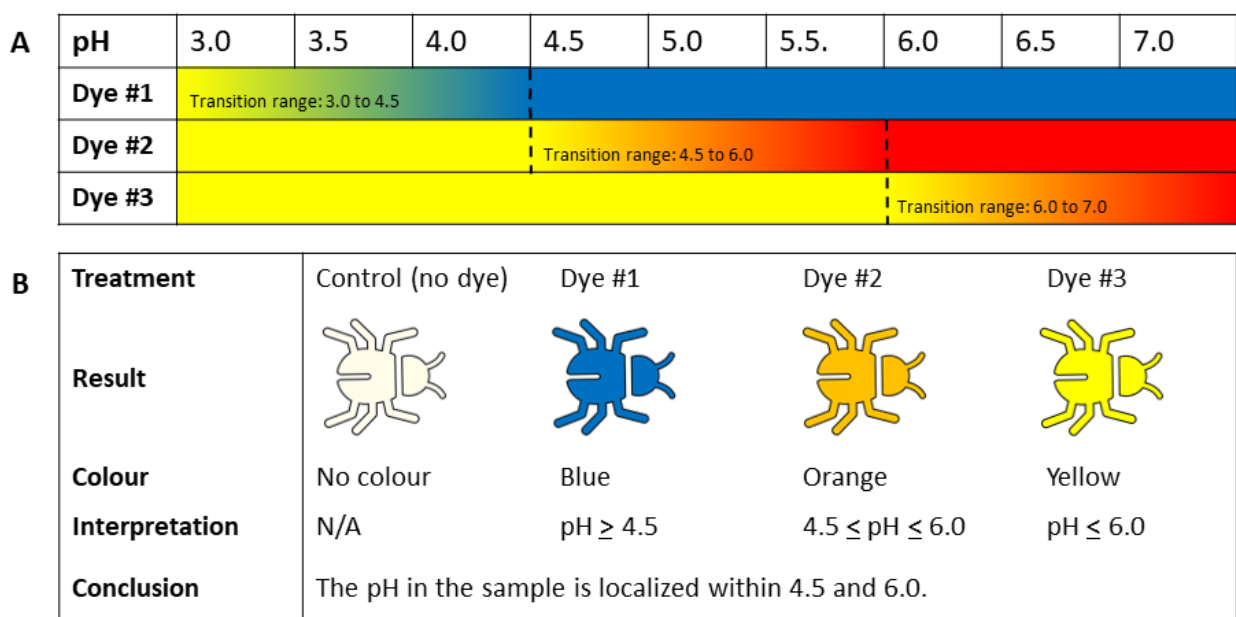 A
pH 3.0 3.5 4.0 4.5 5.0 5.5. 6.0 6.5 7.0
Dye #1 Transition range: 3.0 to 4.5
Dye #2 Transition range: 4.5 to 6.0
Dye #3 Transition range: 6.0 to 7.0
B
Treatment Control (no dye) Dye #1 Dye #2 Dye #3
Result
Colour No colour Blue Orange Yellow
Interpretation N/A pH ≥ 4.5 4.5 ≤ pH ≤ 6.0 pH ≤ 6.0
Conclusion The pH in the sample is localized within 4.5 and 6.0.